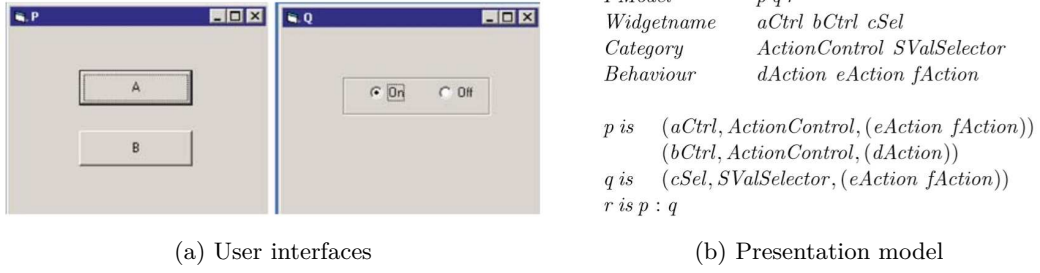 P
A
B
(a) User interfaces
Q
On Off
Widgetname aCtrl bCtrl cSel
Category ActionControl SValSelector
Behaviour dAction eAction fAction
p is (aCtrl, ActionControl, (eAction fAction))
(bCtrl, ActionControl, (dAction))
q is (cSel, SValSelector, (eAction fAction))
r is p : q
(b) Presentation model